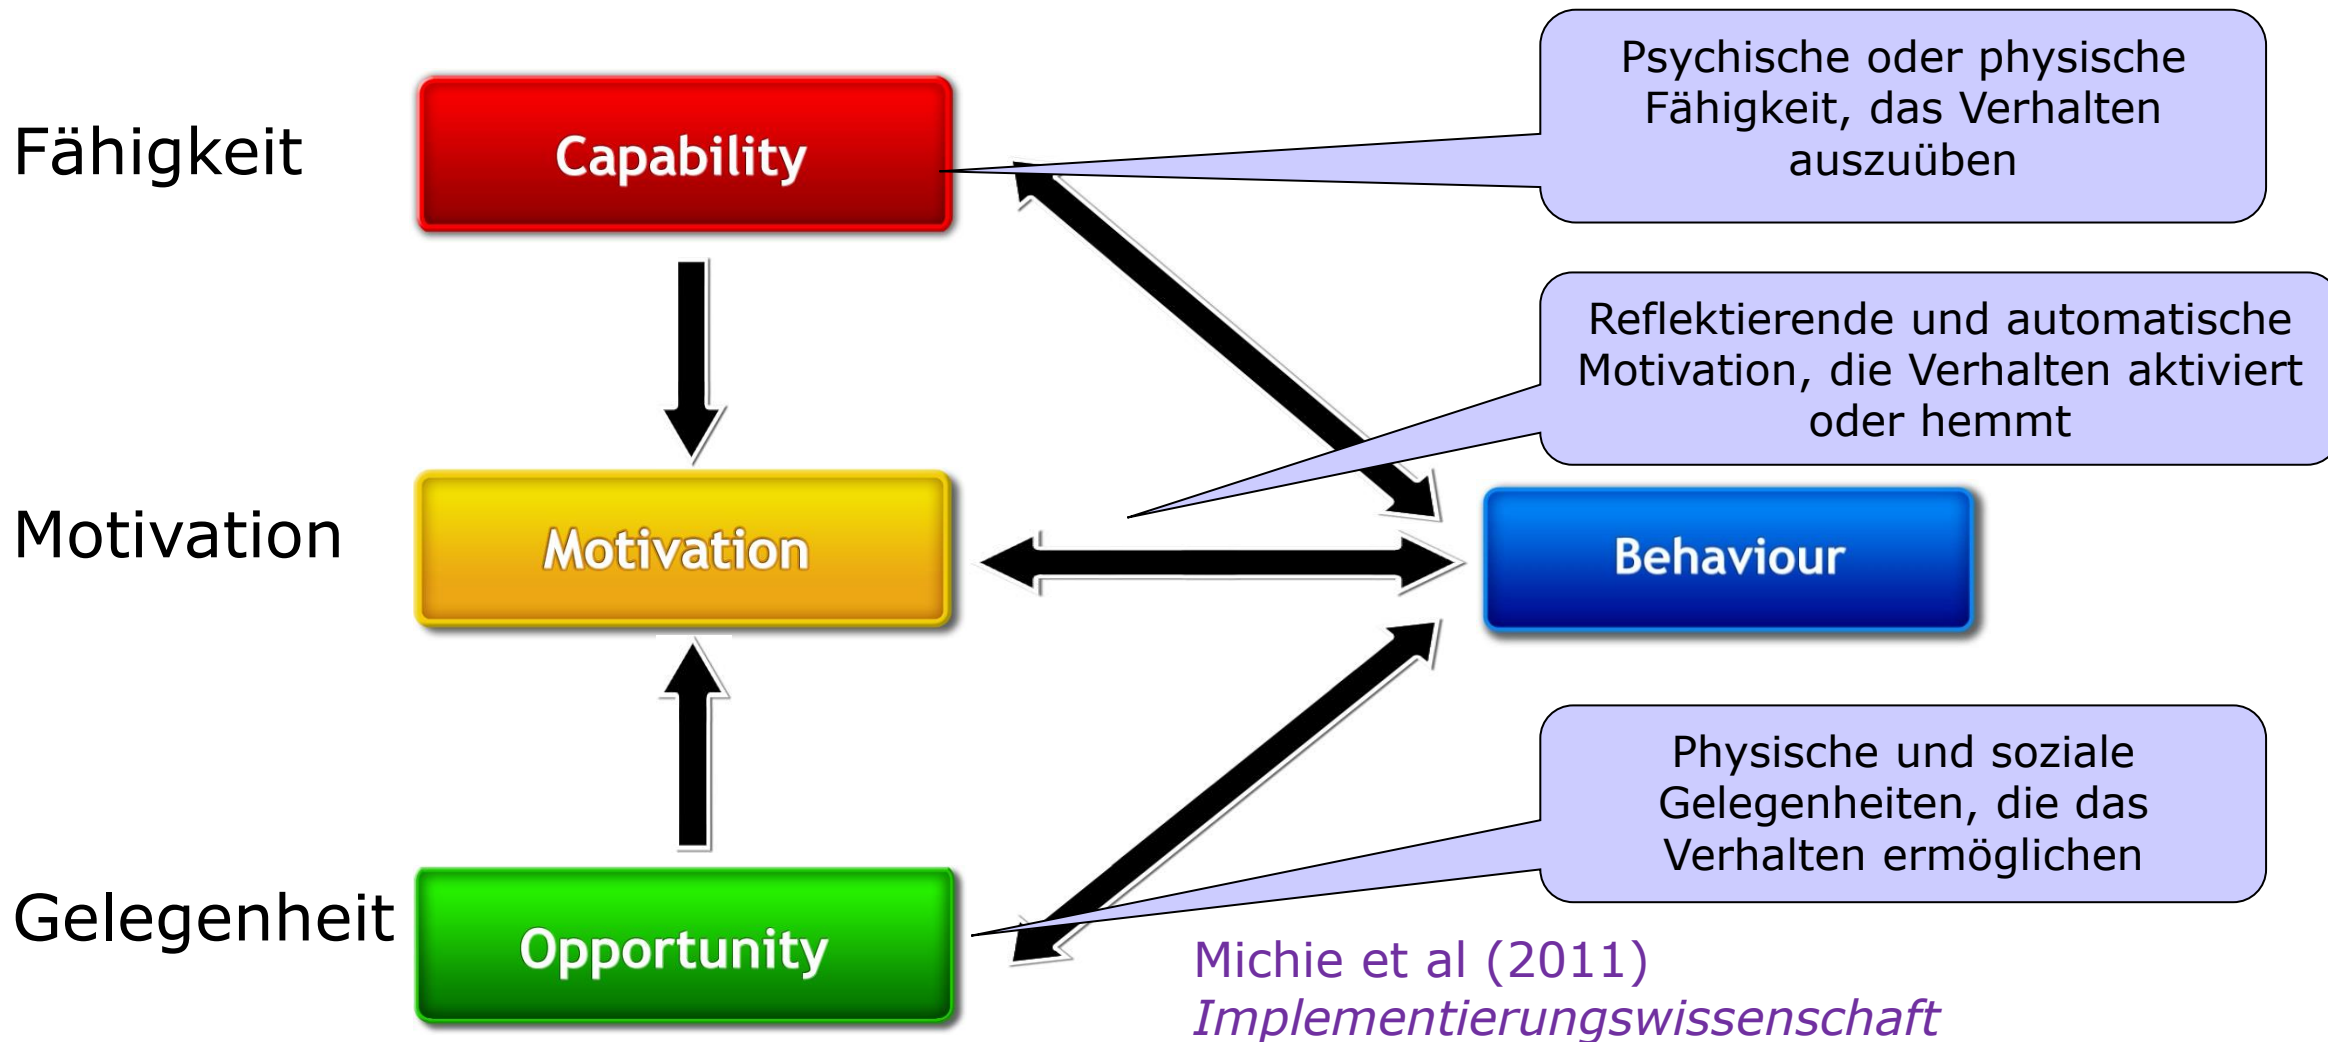 Fähigkeit
Capability
Psychische oder physische
Fähigkeit, das Verhalten
auszuüben
Reflektierende und automatische
Motivation, die Verhalten aktiviert
oder hemmt
Motivation
Motivation
Behaviour
Physische und soziale
Gelegenheiten, die das
Verhalten ermöglichen
Gelegenheit
Opportunity
Michie et al (2011)
Implementierungswissenschaft